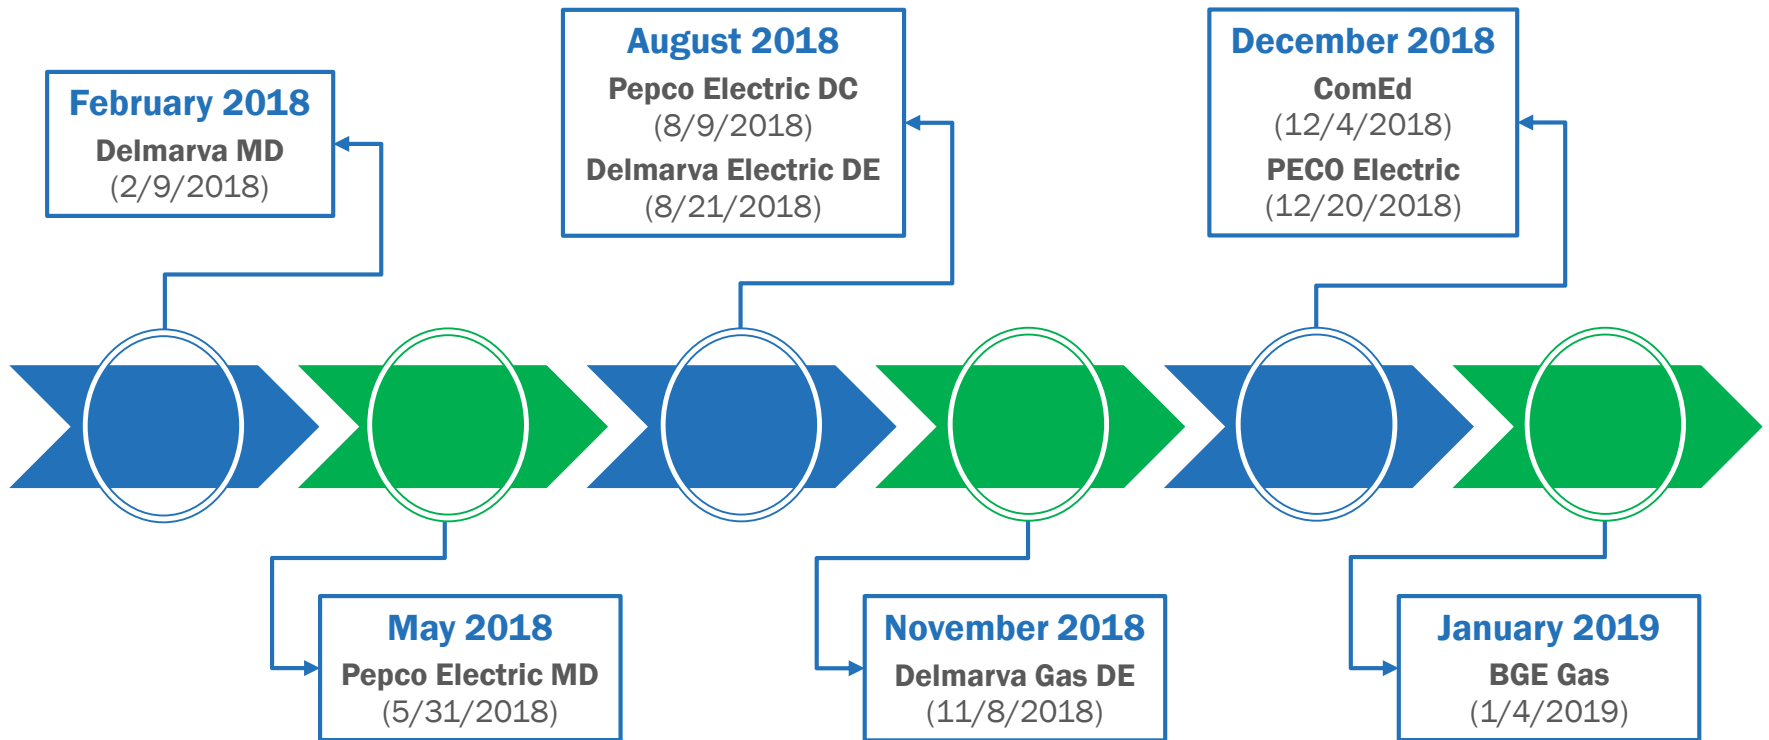 February 2018
Delmarva MD
(2/9/2018)
May 2018
Pepco Electric MD
(5/31/2018)
August 2018
Pepco Electric DC
(8/9/2018)
Delmarva Electric DE
(8/21/2018)
November 2018
Delmarva Gas DE
(11/8/2018)
December 2018
ComEd
(12/4/2018)
PECO Electric
(12/20/2018)
January 2019
BGE Gas
(1/4/2019)